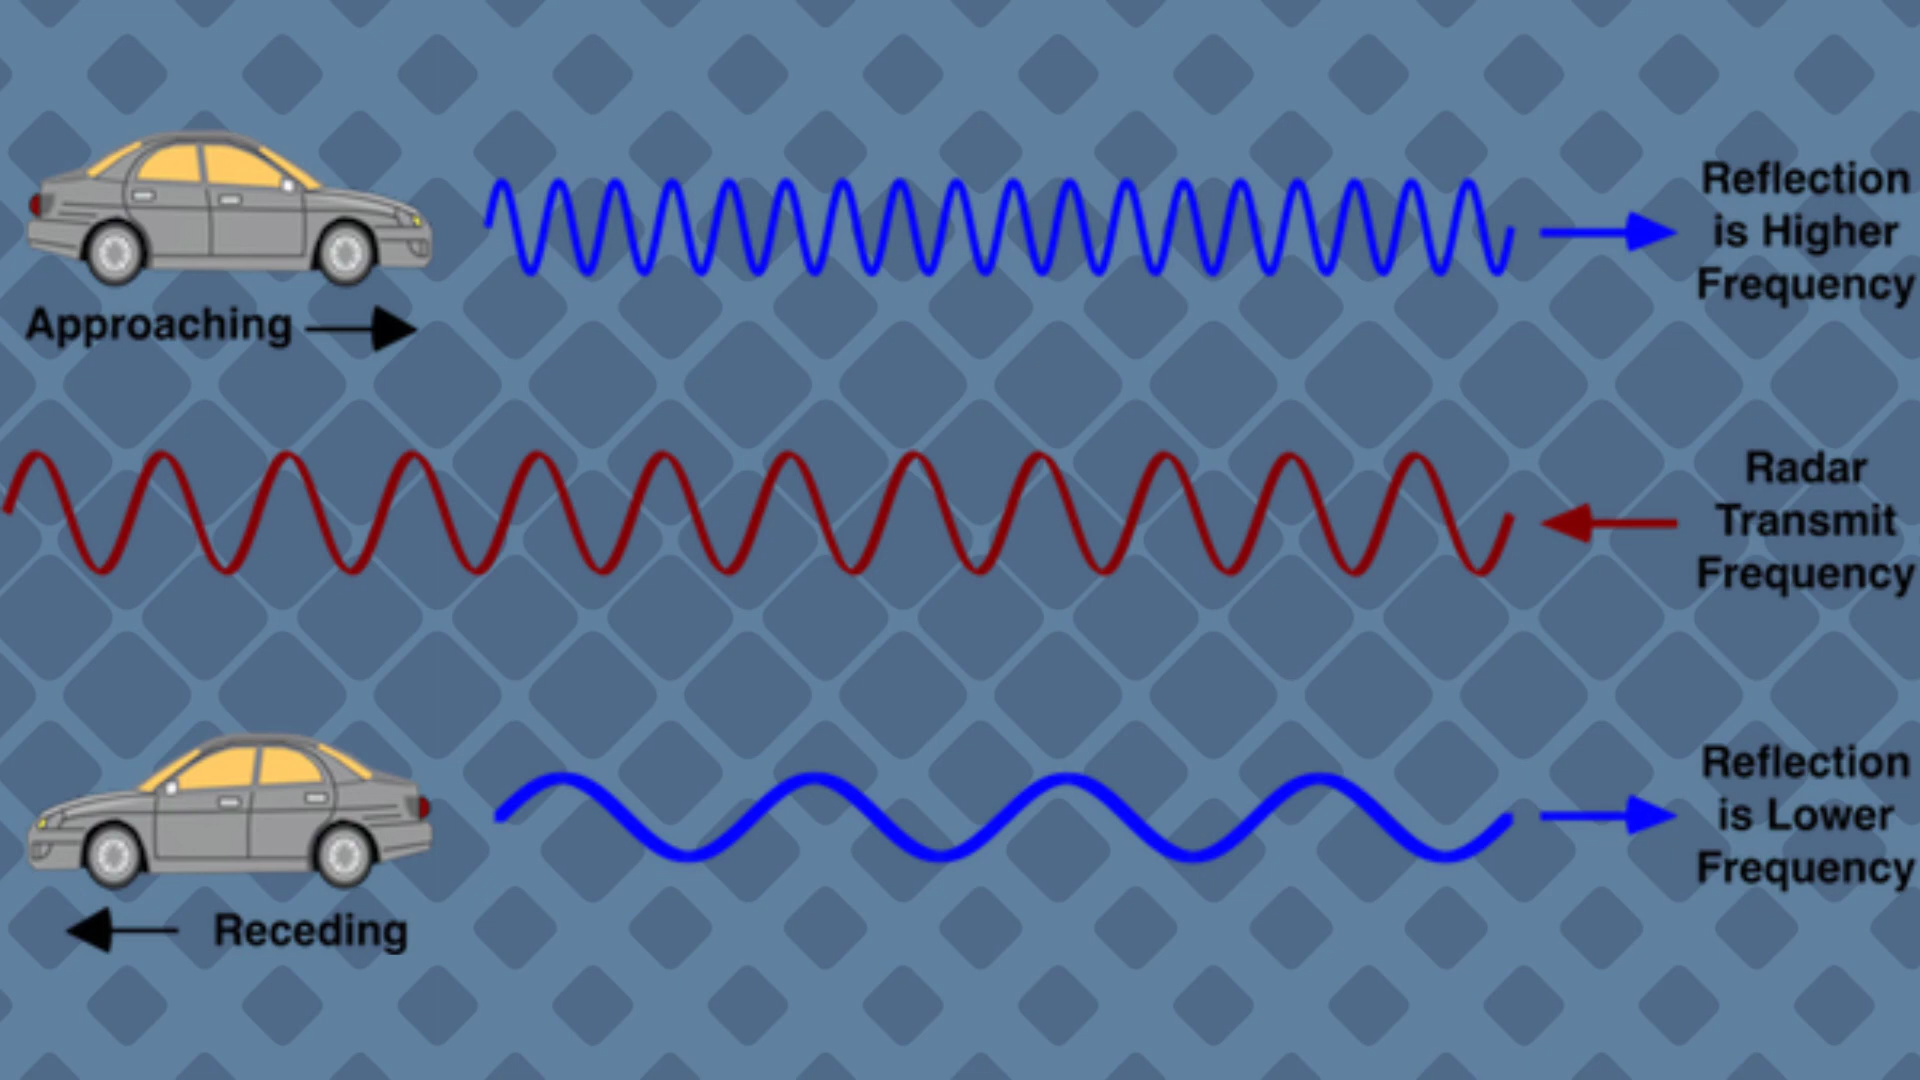 Reflection
is Higher
Frequency
Approaching
Radar
Transmit
Frequency
Reflection
is Lower
Frequency
Receding